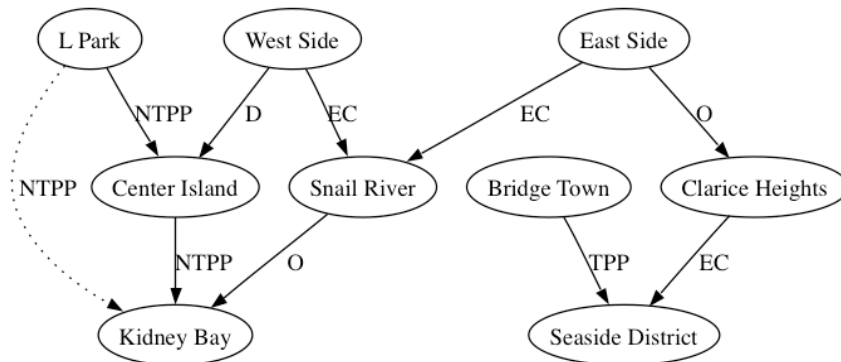 L Park
West Side
East Side
NTPP
D
EC
EC
O
NTPP
Center Island
Snail River
Bridge Town
Clarice Heights
NTPP
O
TPP
EC
Kidney Bay
Seaside District